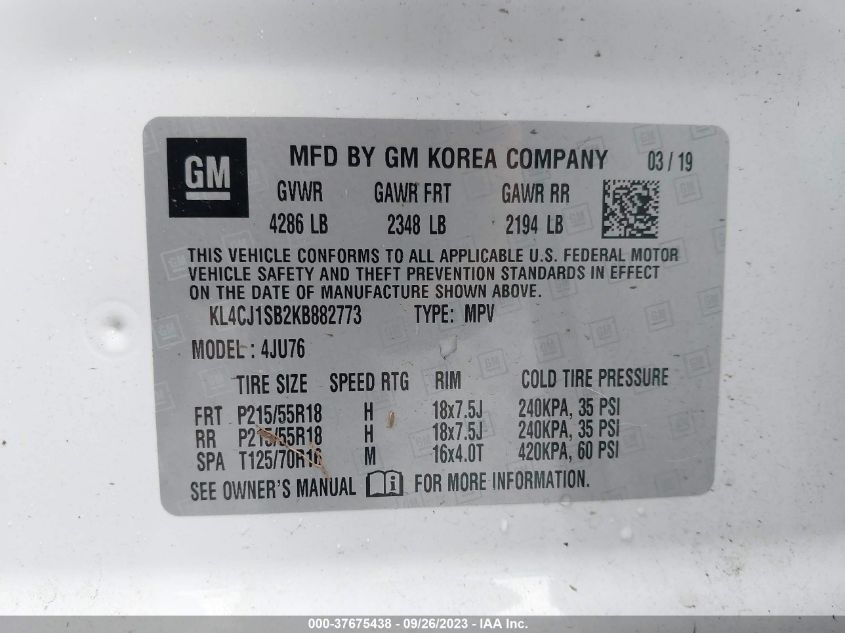 GM
MFD BY GM KOREA COMPANY 03 / 19
GVWR GAWR FRT GAWR RR
4286 LB 2348 LB 2194 LB
THIS VEHICLE CONFORMS TO ALL APPLICABLE U.S. FEDERAL MOTOR
VEHICLE SAFETY AND THEFT PREVENTION STANDARDS IN EFFECT
ON THE DATE OF MANUFACTURE SHOWN ABOVE.
KL4CJ1SB2KB882773 TYPE: MPV
MODEL : 4JU76
TIRE SIZE SPEED RTG RIM COLD TIRE PRESSURE
FRT P215/55R18 H 18x7.5J 240KPA, 35 PSI
RR P215/55R18 H 18x7.5J 240KPA, 35 PSI
SPA T125/70R16 M 16x4.0T 420KPA, 60 PSI
SEE OWNER'S MANUAL i FOR MORE INFORMATION.
000-37675438 - 09/26/2023 - IAA Inc.